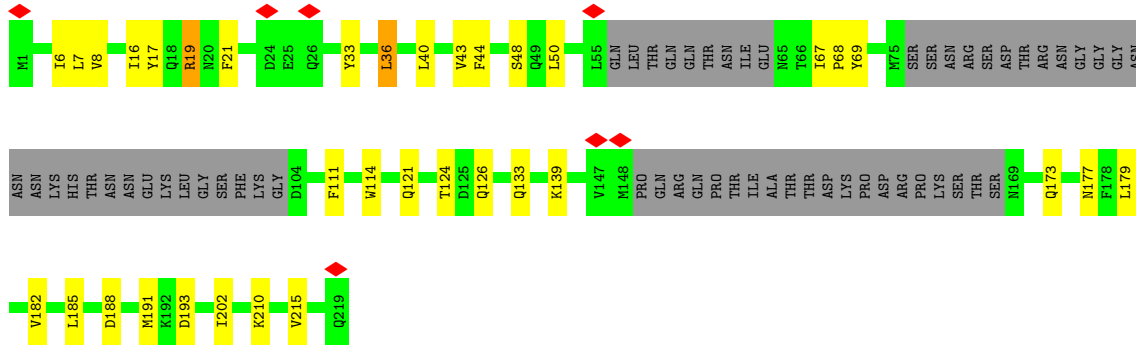 M1 I6 L7 V8 I16 Y17 Q18 R19 N20 F21 D24 E25 Q26 Y33 L36 L40 V43 F44 S48 Q49 L50 L55 GLN LEU THR GLN GLN THR ASN ILE GLU N65 T66 I67 P68 Y69 M75 SER SER ASN ARG SER ASP THR ARG ASN GLY GLY GLY ASN
ASN ASN LYS HIS THR ASN ASN GLU LYS LEU GLY SER PHE LYS GLY D104 F111 W114 Q121 T124 D125 Q126 Q133 K139 V147 M148 PRO GLN ARG GLN PRO THR ILE ALA THR THR ASP LYS PRO ASP ARG PRO LYS SER THR SER N169 Q173 N177 F178 L179
V182 L185 D188 M191 K192 D193 I202 K210 V215 Q219